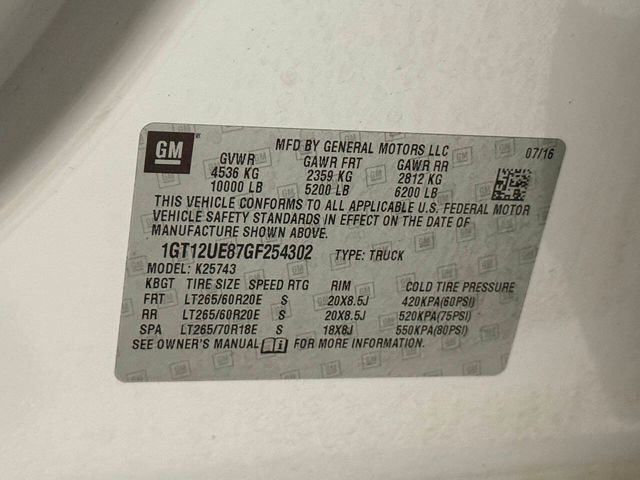 GM
MFD BY GENERAL MOTORS LLC 07/16
GVWR GAWR FRT GAWR RR
4536 KG 2359 KG 2812 KG
10000 LB 5200 LB 6200 LB
THIS VEHICLE CONFORMS TO ALL APPLICABLE U.S. FEDERAL MOTOR
VEHICLE SAFETY STANDARDS IN EFFECT ON THE DATE OF
MANUFACTURE SHOWN ABOVE.
1GT12UE87GF254302 TYPE: TRUCK
MODEL: K25743
KBGT TIRE SIZE SPEED RTG RIM COLD TIRE PRESSURE
FRT LT265/60R20E S 20X8.5J 420KPA(60PSI)
RR LT265/60R20E S 20X8.5J 520KPA(75PSI)
SPA LT265/70R18E S 18X8J 550KPA(80PSI)
SEE OWNER'S MANUAL FOR MORE INFORMATION.